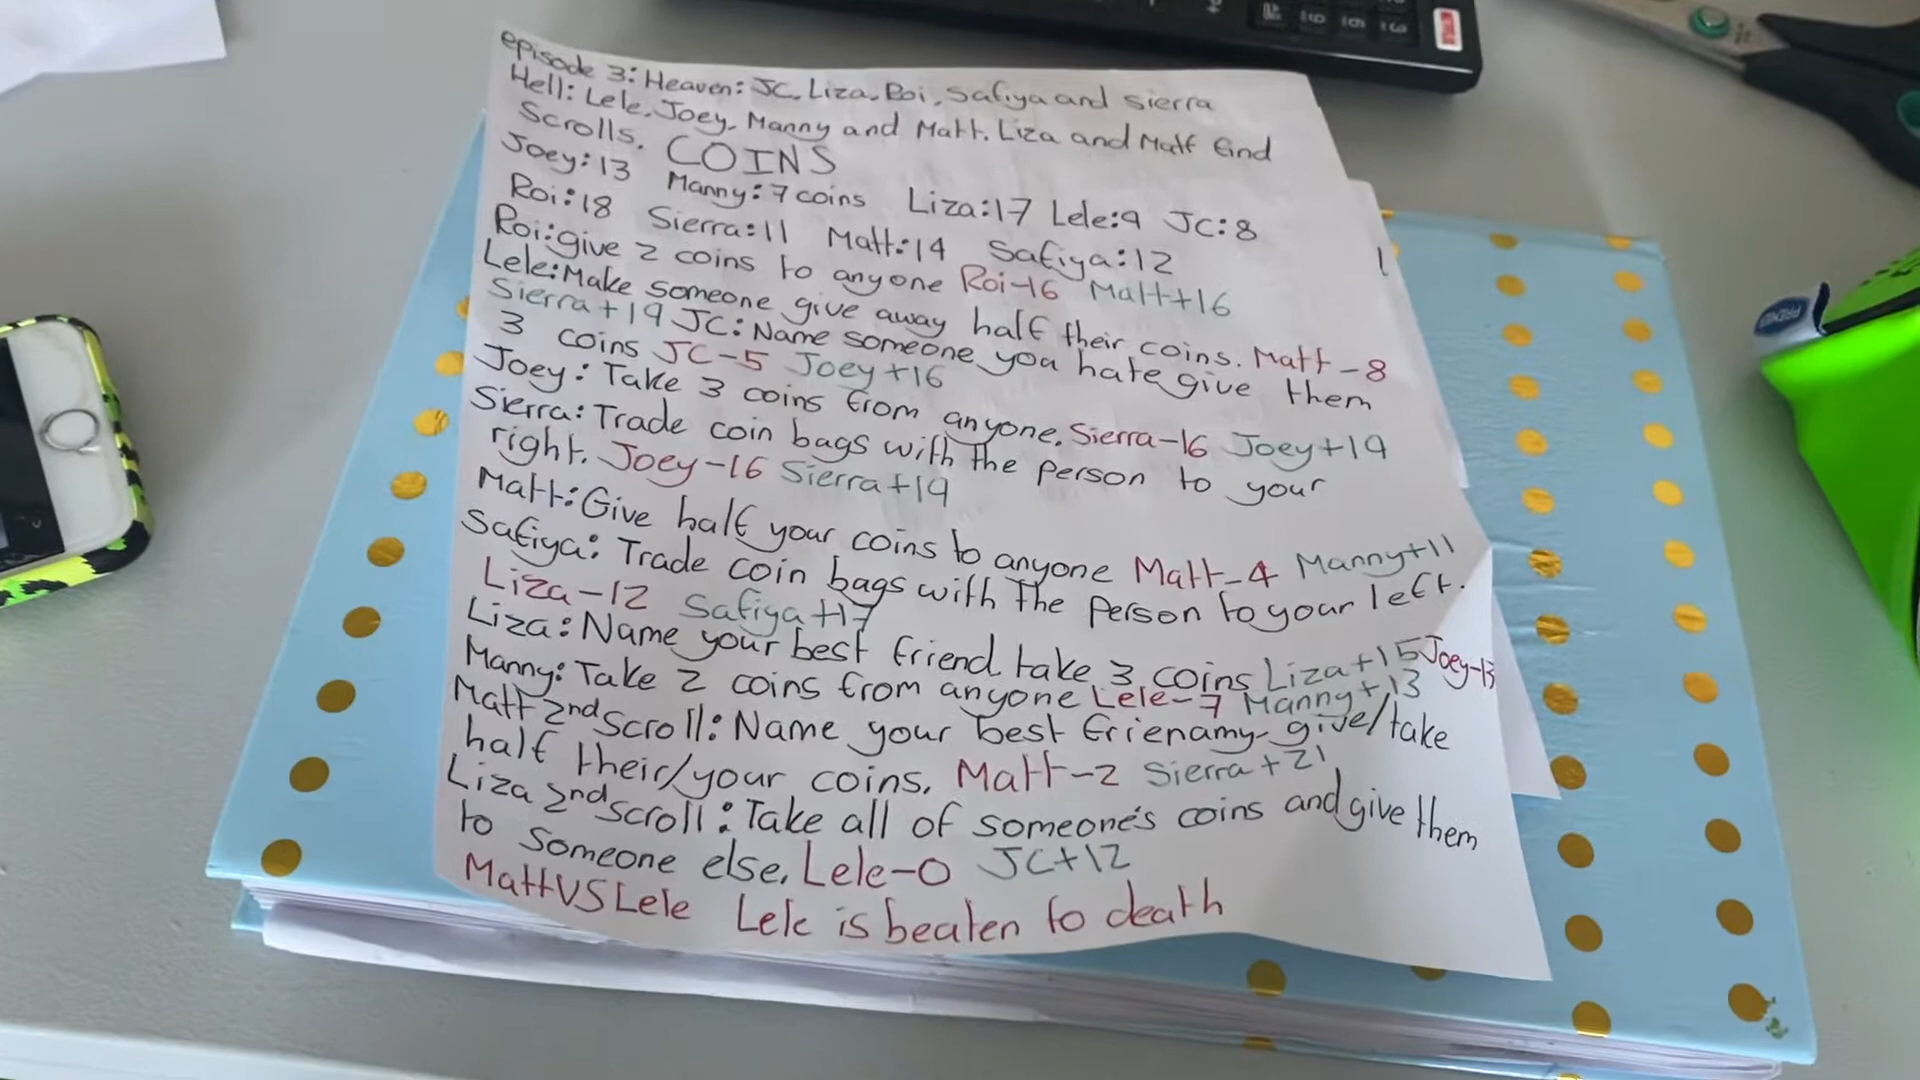 episode 3: Heaven: JC, Liza, Roi, Safiya and Sierra
Hell: Lele, Joey, Manny and Matt. Liza and Matt find
Scrolls. COINS
Joey:13 Manny:7 coins Liza:17 Lele:9 JC:8
Roi:18 Sierra:11 Matt:14 Safiya:12
Roi:give 2 coins to anyone Roi-16 Matt+16
Lele:Make someone give away half their coins. Matt-8
Sierra+19 JC:Name someone you hate give them
3 coins JC-5 Joey+16
Joey: Take 3 coins from anyone. Sierra-16 Joey+19
Sierra: Trade coin bags with the person to your
right. Joey-16 Sierra+19
Matt:Give half your coins to anyone Matt-4 Manny+11
Safiya: Trade coin bags with the person to your left.
Liza-12 Safiya+17
Liza: Name your best friend take 3 coins Liza+15 Joey-13
Manny: Take 2 coins from anyone Lele-7 Manny+13
Matt 2nd Scroll: Name your best frienamy give/take
half their/your coins. Matt-2 Sierra+21
Liza 2nd scroll: Take all of someone's coins and give them
to someone else. Lele-0 JC+12
Matt VS Lele Lele is beaten to death
NETFLIX